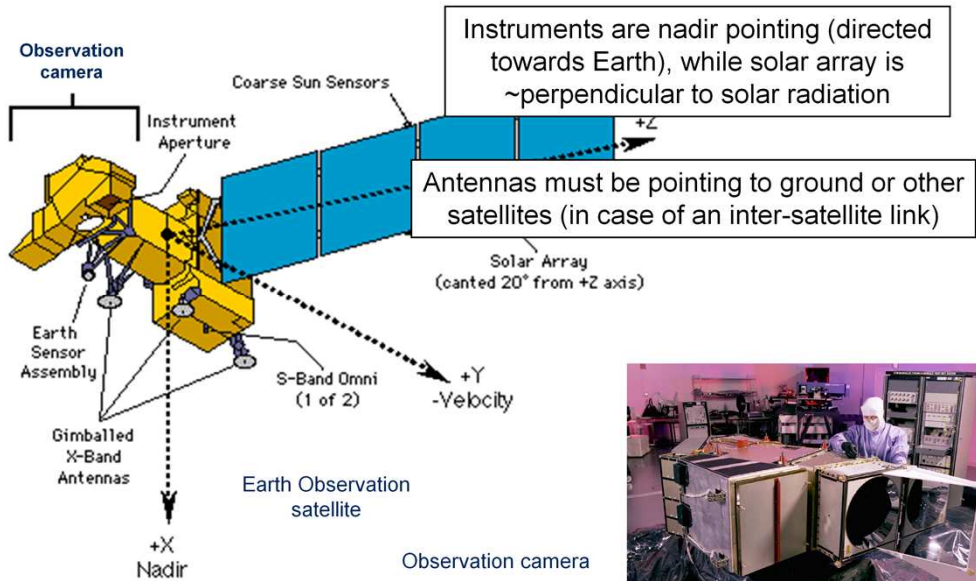 Observation
camera
Instruments are nadir pointing (directed
towards Earth), while solar array is
~perpendicular to solar radiation
Coarse Sun Sensors
Instrument
Aperture
+Z
Antennas must be pointing to ground or other
satellites (in case of an inter-satellite link)
Solar Array
(canted 20° from +Z axis)
Earth
Sensor
Assembly
S-Band Omni
(1 of 2)
+Y
-Velocity
Gimballed
X-Band
Antennas
Earth Observation
satellite
+X
Nadir
Observation camera